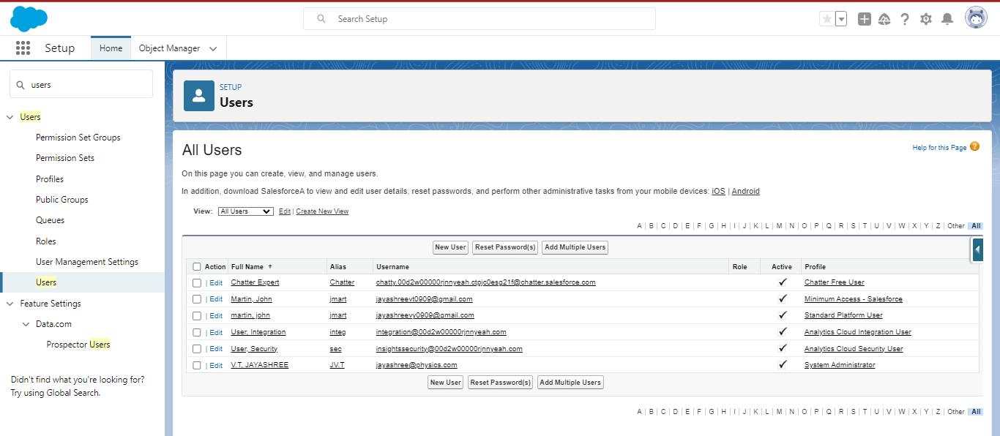 Search Setup
Setup Home Object Manager
users
Users
Permission Set Groups
Permission Sets
Profiles
Public Groups
Queues
Roles
User Management Settings
Users
Feature Settings
Data.com
Prospector Users
Didn't find what you're looking for?
Try using Global Search.
SETUP
Users
All Users
Help for this Page ?
On this page you can create, view, and manage users.
In addition, download SalesforceA to view and edit user details, reset passwords, and perform other administrative tasks from your mobile devices: iOS | Android
View: All Users Edit | Create New View
A | B | C | D | E | F | G | H | I | J | K | L | M | N | O | P | Q | R | S | T | U | V | W | X | Y | Z | Other All
New User Reset Password(s) Add Multiple Users
Action Full Name ↑ Alias Username Role Active Profile
| Edit Chatter Expert Chatter chatty.00d2w00000rjnnyeah.ctpjc0esg21f@chatter.salesforce.com ✓ Chatter Free User
| Edit Martin, John jmart jayashreevt0909@gmail.com ✓ Minimum Access - Salesforce
| Edit martin, john jmart jayashreevy0909@gmail.com ✓ Standard Platform User
| Edit User, Integration integ integration@00d2w00000rjnnyeah.com ✓ Analytics Cloud Integration User
| Edit User, Security sec insightssecurity@00d2w00000rjnnyeah.com ✓ Analytics Cloud Security User
| Edit V.T, JAYASHREE JV.T jayashree@physics.com ✓ System Administrator
New User Reset Password(s) Add Multiple Users
A | B | C | D | E | F | G | H | I | J | K | L | M | N | O | P | Q | R | S | T | U | V | W | X | Y | Z | Other All